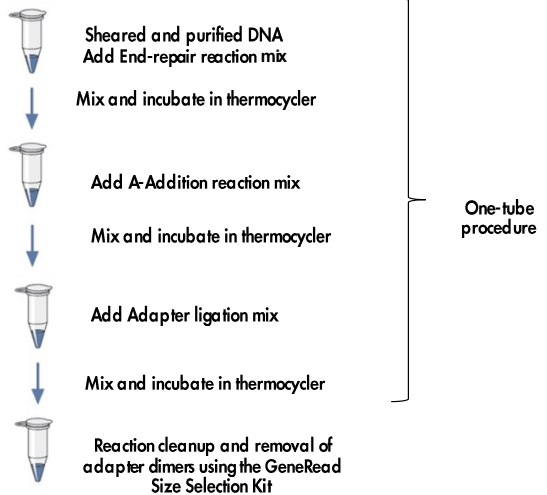 Sheared and purified DNA
Add End-repair reaction mix
Mix and incubate in thermocycler
Add A-Addition reaction mix
Mix and incubate in thermocycler
One-tube
procedure
Add Adapter ligation mix
Mix and incubate in thermocycler
Reaction cleanup and removal of
adapter dimers using the GeneRead
Size Selection Kit